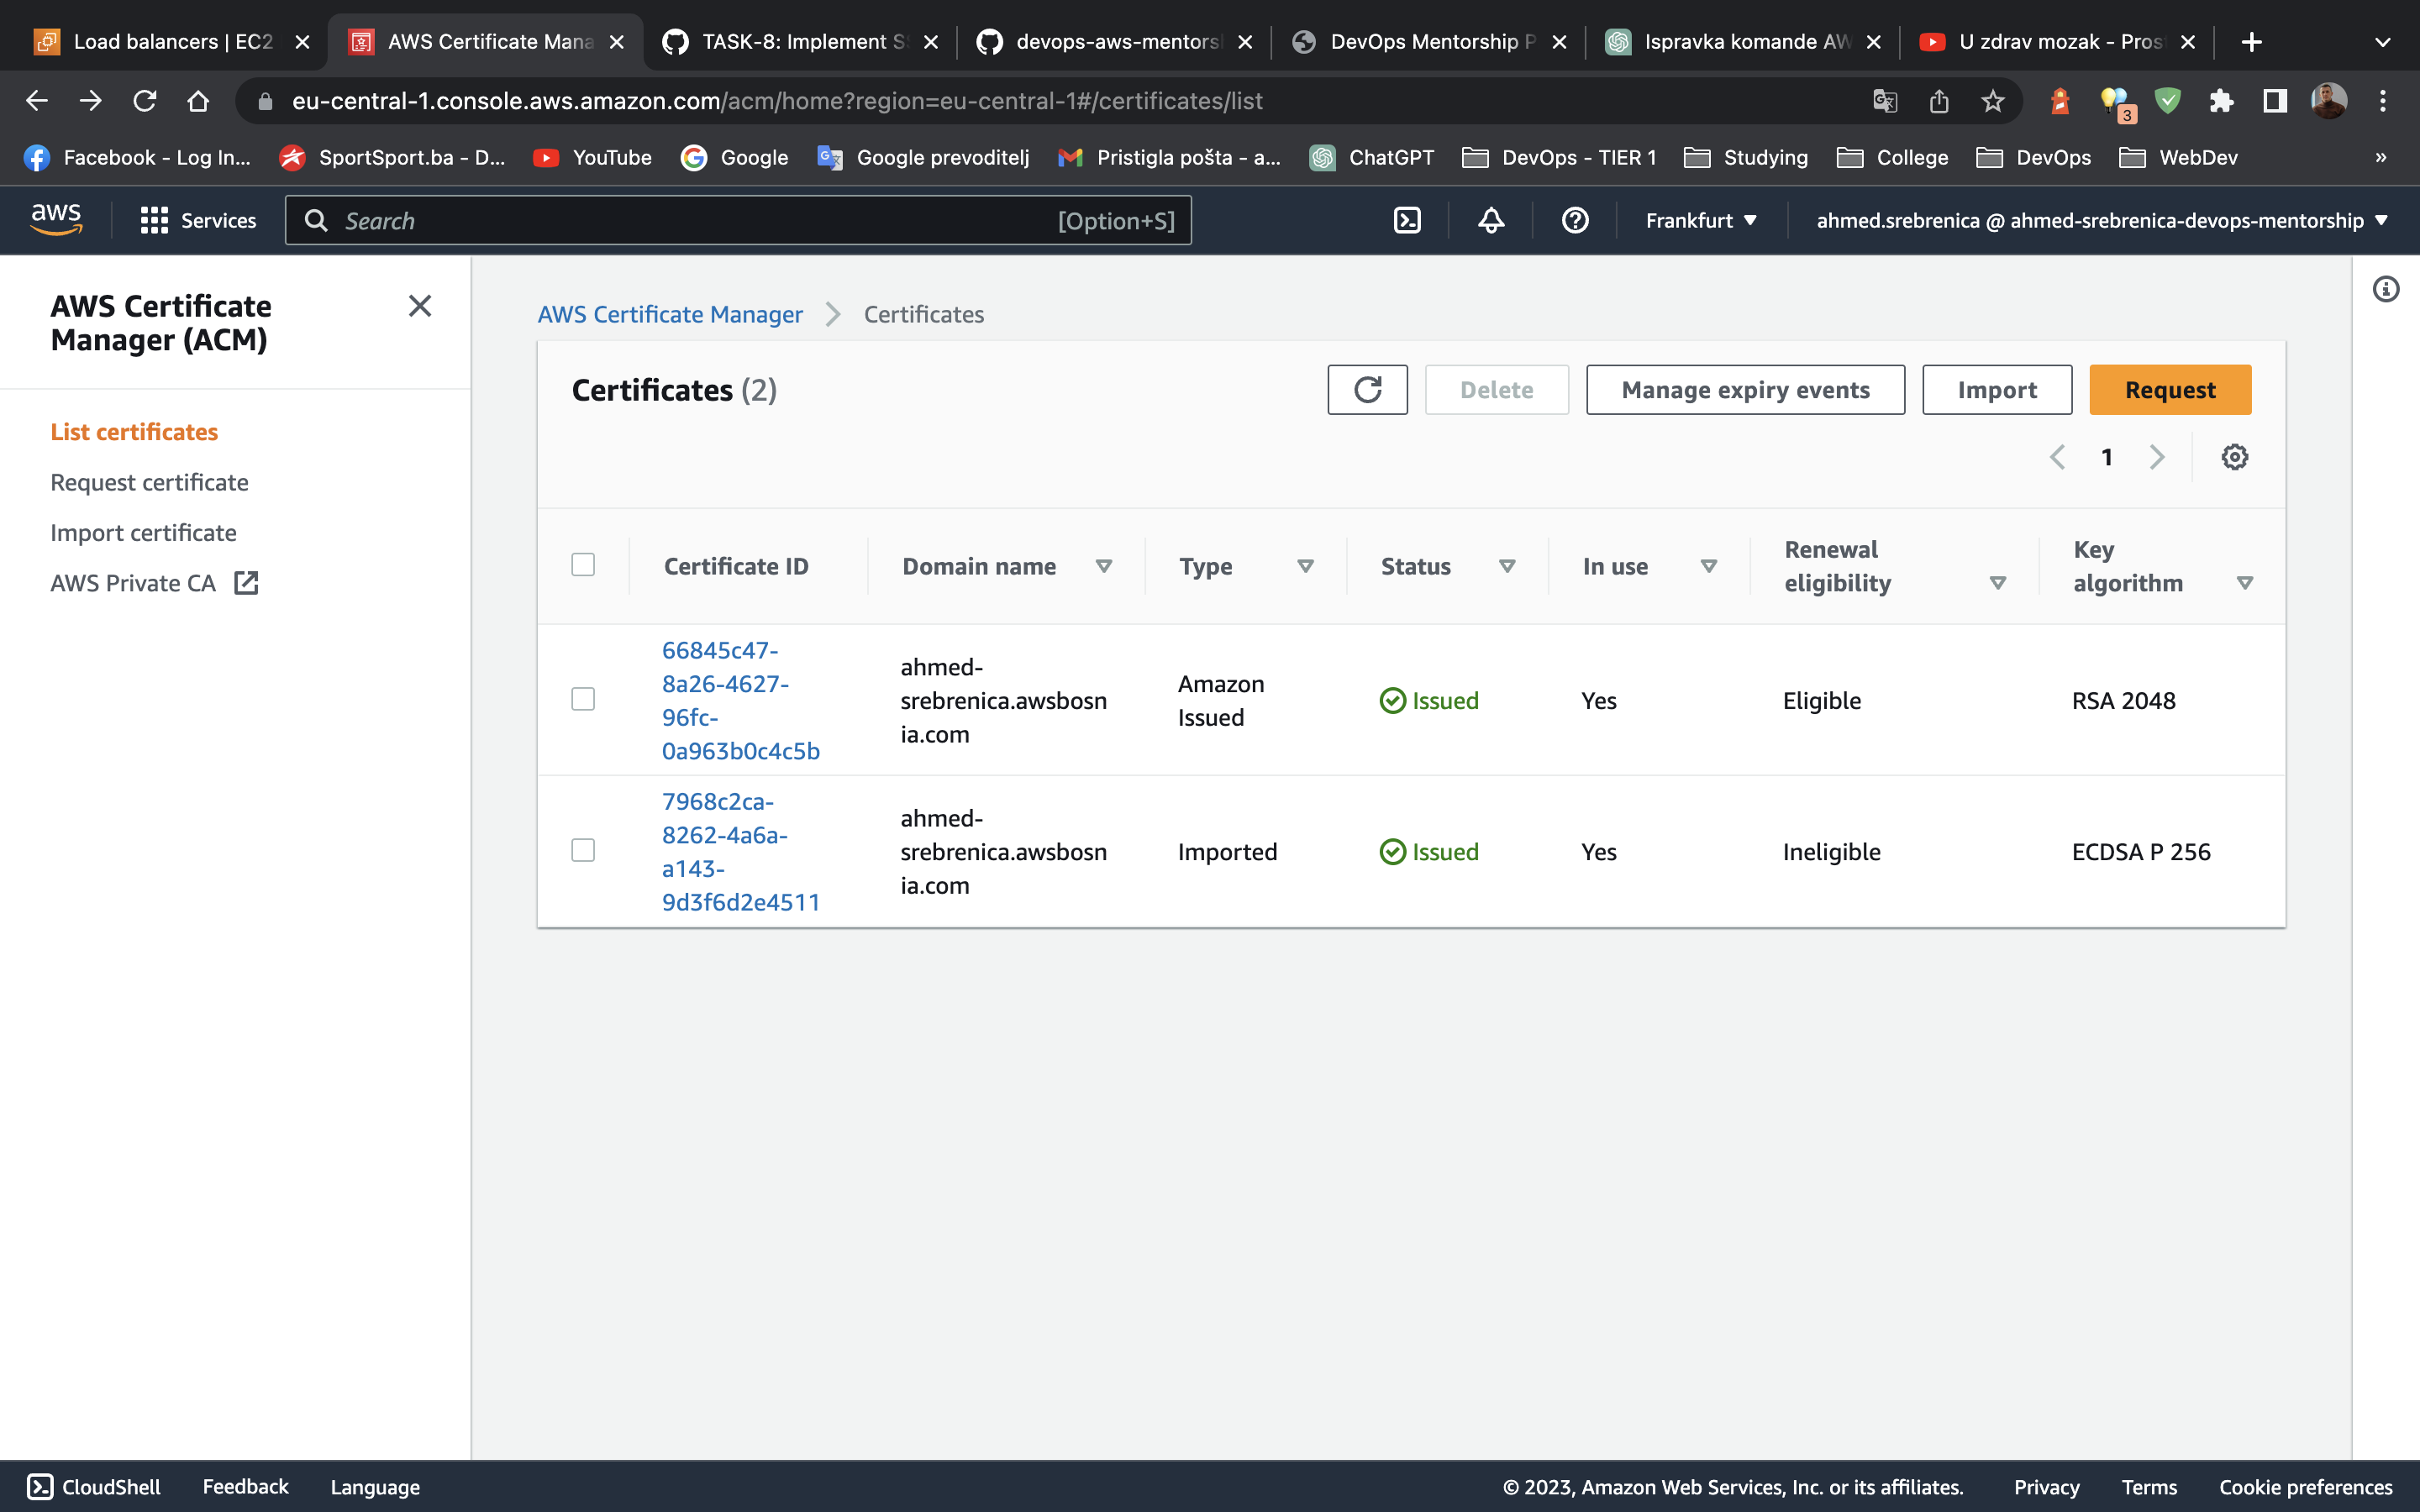 Load balancers | EC2
AWS Certificate Mana
TASK-8: Implement S
devops-aws-mentors
DevOps Mentorship P
Ispravka komande AW
U zdrav mozak - Pros
eu-central-1.console.aws.amazon.com/acm/home?region=eu-central-1#/certificates/list
3
Facebook - Log In...
SportSport.ba - D...
YouTube
Google
Google prevoditelj
Pristigla pošta - a...
ChatGPT
DevOps - TIER 1
Studying
College
DevOps
WebDev
»
aws
Services
Search
[Option+S]
Frankfurt
ahmed.srebrenica @ ahmed-srebrenica-devops-mentorship
AWS Certificate
Manager (ACM)
List certificates
Request certificate
Import certificate
AWS Private CA
AWS Certificate Manager
Certificates
Certificates (2)
Delete
Manage expiry events
Import
Request
1
Certificate ID
Domain name
Type
Status
In use
Renewal
eligibility
Key
algorithm
66845c47-
8a26-4627-
96fc-
0a963b0c4c5b
ahmed-
srebrenica.awsbosn
ia.com
Amazon
Issued
Issued
Yes
Eligible
RSA 2048
7968c2ca-
8262-4a6a-
a143-
9d3f6d2e4511
ahmed-
srebrenica.awsbosn
ia.com
Imported
Issued
Yes
Ineligible
ECDSA P 256
CloudShell
Feedback
Language
© 2023, Amazon Web Services, Inc. or its affiliates.
Privacy
Terms
Cookie preferences